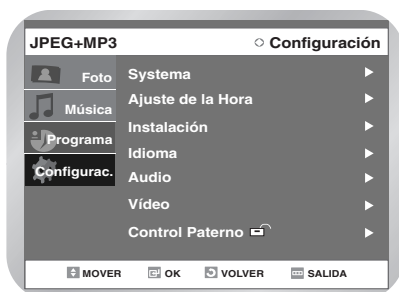 JPEG+MP3 Configuración
Foto
Música
Programa
Configurac.
Systema
Ajuste de la Hora
Instalación
Idioma
Audio
Vídeo
Control Paterno
MOVER OK VOLVER SALIDA